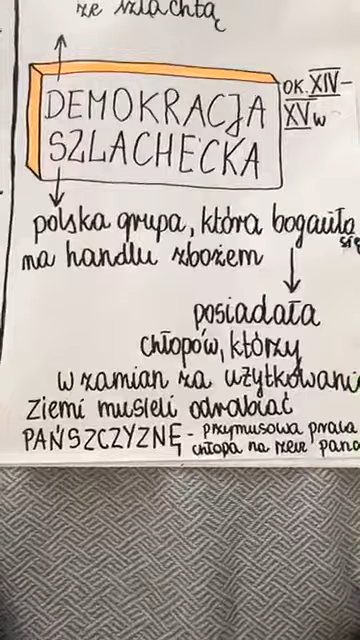 ze szlachtą
DEMOKRACJA
SZLACHECKA
OK. XIV-
XV w
polska grupa, która bogaciła
się
na handlu zbożem
posiadała
chłopów, którzy
w zamian za użytkowani
ziemi musieli odrabiać
PAŃSZCZYZNĘ - przymusowa praca
chłopa na rzecz pana